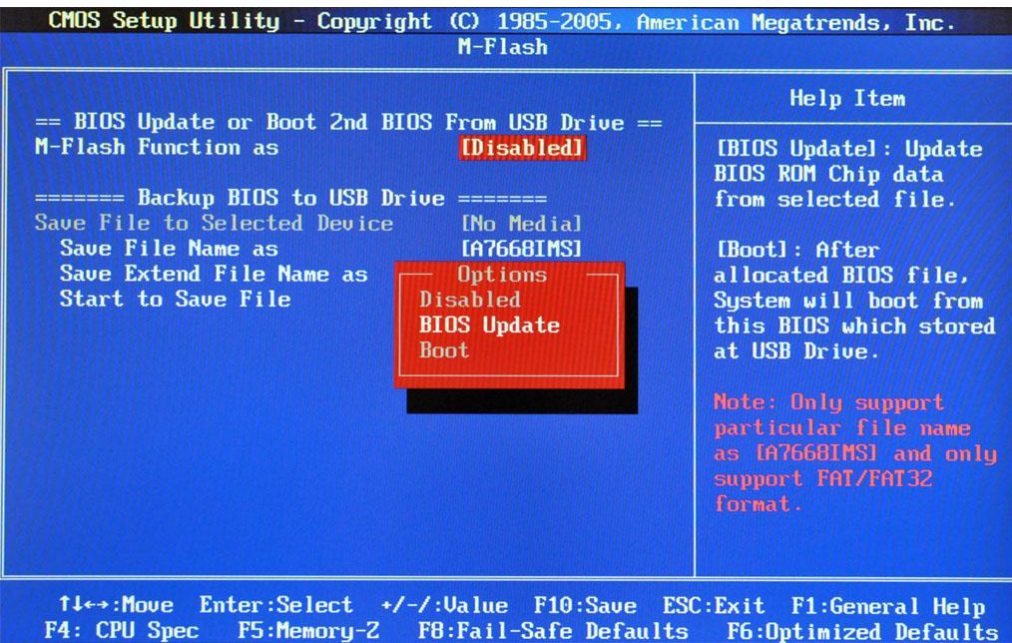 CMOS Setup Utility - Copyright (C) 1985-2005, American Megatrends, Inc.
M-Flash
== BIOS Update or Boot 2nd BIOS From USB Drive ==
M-Flash Function as [Disabled]
======= Backup BIOS to USB Drive =======
Save File to Selected Device [No Media]
Save File Name as [A7668IMS]
Save Extend File Name as
Start to Save File
Options
Disabled
BIOS Update
Boot
Help Item
[BIOS Update]: Update
BIOS ROM Chip data
from selected file.
[Boot]: After
allocated BIOS file,
System will boot from
this BIOS which stored
at USB Drive.
Note: Only support
particular file name
as [A7668IMS] and only
support FAT/FAT32
format.
↑↓←→:Move Enter:Select +/-/:Value F10:Save ESC:Exit F1:General Help
F4: CPU Spec F5:Memory-Z F8:Fail-Safe Defaults F6:Optimized Defaults